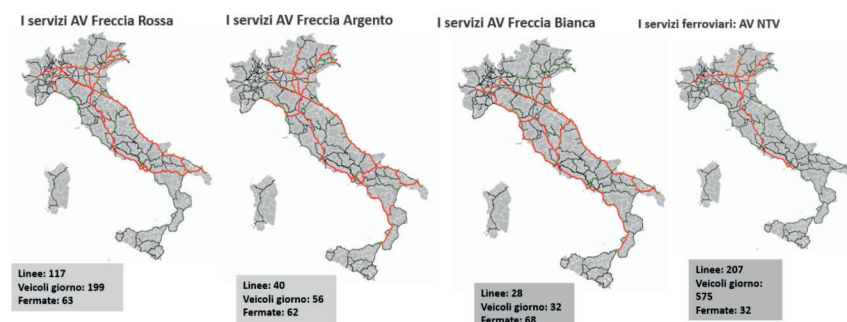 I servizi AV Freccia Rossa
I servizi AV Freccia Argento
I servizi AV Freccia Bianca
I servizi ferroviari: AV NTV
Linee: 117
Veicoli giorno: 199
Fermate: 63
Linee: 40
Veicoli giorno: 56
Fermate: 62
Linee: 28
Veicoli giorno: 32
Fermate: 68
Linee: 207
Veicoli giorno:
575
Fermate: 32